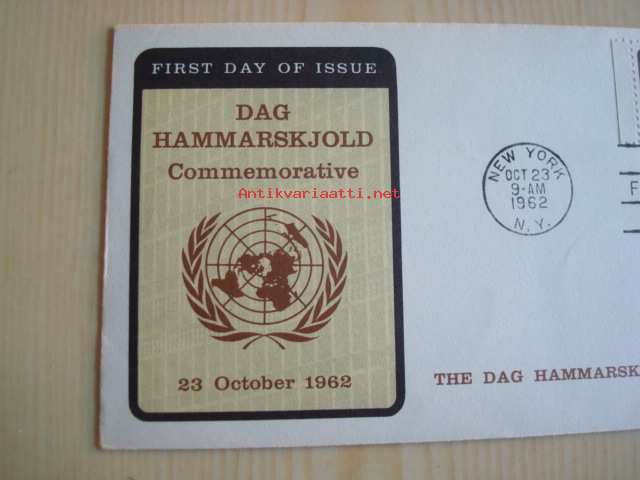 FIRST DAY OF ISSUE
DAG
HAMMARSKJOLD
Commemorative
Antikvariaatti.net
23 October 1962
NEW YORK
OCT 23
9-AM
1962
N.Y.
F
THE DAG HAMMARSK